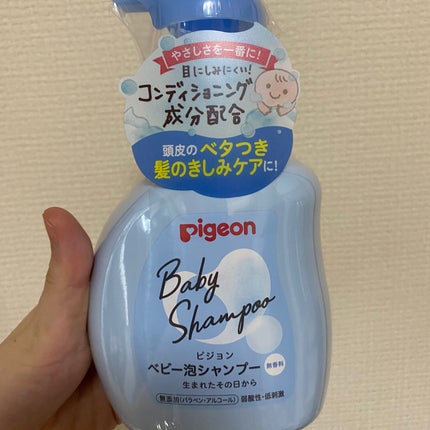 やさしさを一番に!
目にしみにくい!
コンディショニング
成分配合
頭皮のベタつき
髪のきしみケアに!
pigeon
Baby
Shampoo
ピジョン
ベビー泡シャンプー 無香料
生まれたその日から
無添加(パラベン・アルコール) 弱酸性・低刺激